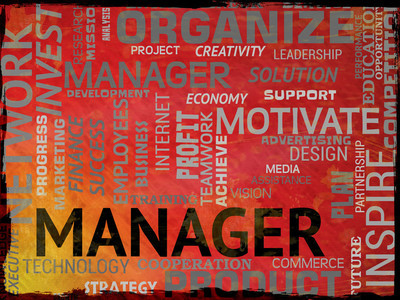 NETWORK
INVEST
RESEARCH
MISSION
ANALYSIS
ORGANIZE
PROJECT
CREATIVITY
LEADERSHIP
MANAGER
SOLUTION
DEVELOPMENT
ECONOMY
SUPPORT
PERFORMANCE
EDUCATION
OPPORTUNITY
COMPETITION
PROGRESS
MARKETING
FINANCE
SUCCESS
EMPLOYEES
BUSINESS
INTERNET
PROFIT
TEAMWORK
ACHIEVE
MOTIVATE
ADVERTISING
DESIGN
MEDIA
ASSISTANCE
VISION
PLAN
PARTNERSHIP
INSPIRE
TRAINING
MANAGER
EXECUTIVE
TECHNOLOGY
COOPERATION
COMMERCE
FUTURE
STRATEGY
PRODUCT